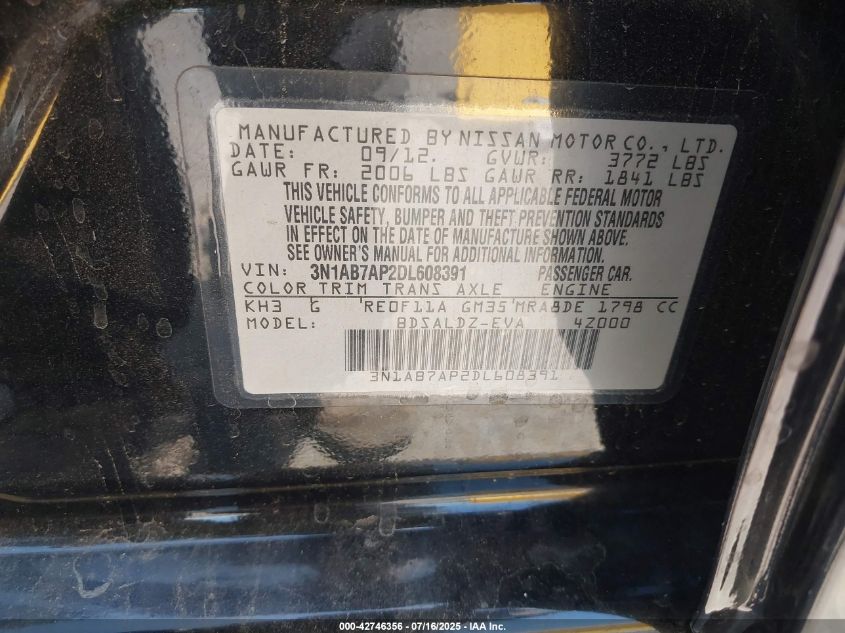 MANUFACTURED BY NISSAN MOTOR CO., LTD.
DATE: 09/12. GVWR: 3772 LBS
GAWR FR: 2006 LBS GAWR RR: 1841 LBS
THIS VEHICLE CONFORMS TO ALL APPLICABLE FEDERAL MOTOR
VEHICLE SAFETY, BUMPER AND THEFT PREVENTION STANDARDS
IN EFFECT ON THE DATE OF MANUFACTURE SHOWN ABOVE.
SEE OWNER'S MANUAL FOR ADDITIONAL INFORMATION.
VIN: 3N1AB7AP2DL608391 PASSENGER CAR.
COLOR TRIM TRANS AXLE ENGINE
KH3 G 'RE0F11A GM35'MRA8DE 1798 CC
MODEL: BDSALDZ-EVA 4Z000
3N1AB7AP2DL608391
000-42746356 - 07/16/2025 - IAA Inc.